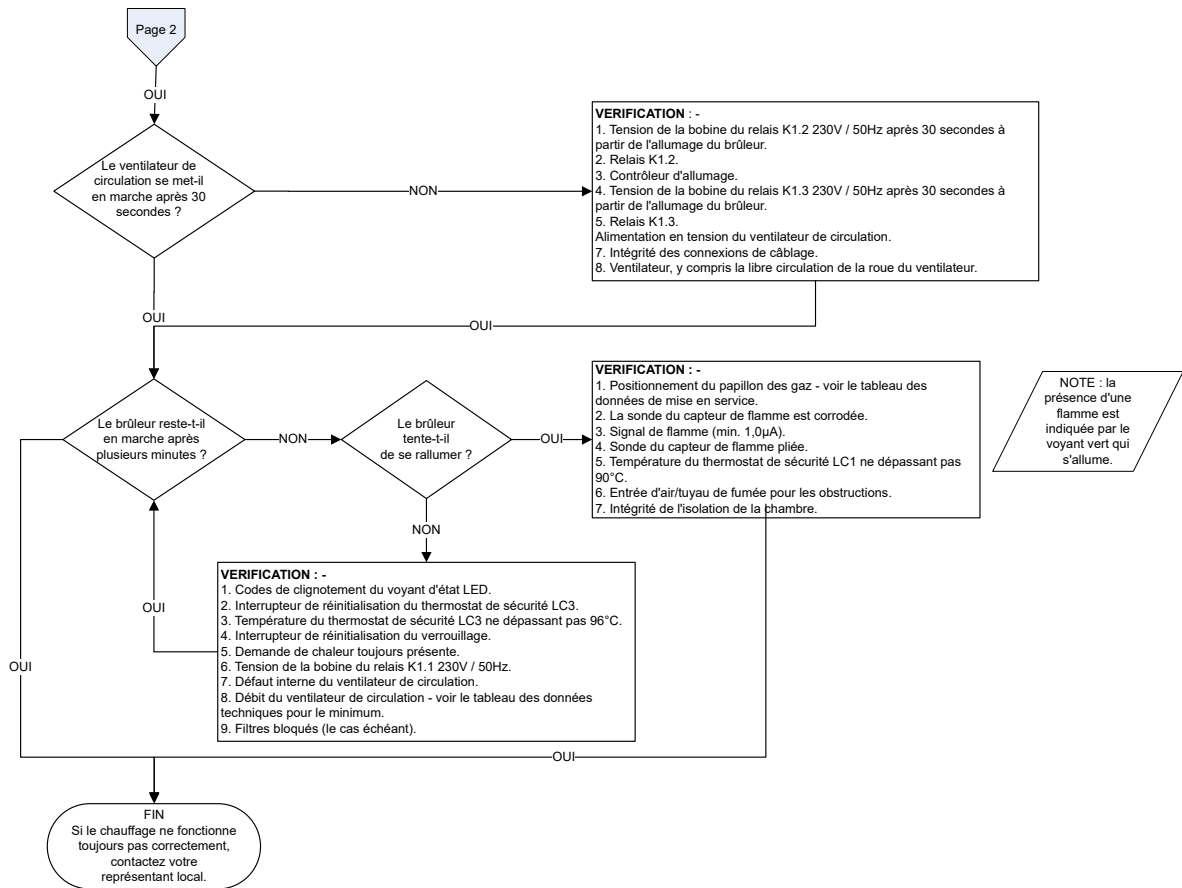 Page 2
OUI
Le ventilateur de
circulation se met-il
en marche après 30
secondes ?
NON
VERIFICATION : -
1. Tension de la bobine du relais K1.2 230V / 50Hz après 30 secondes à
partir de l'allumage du brûleur.
2. Relais K1.2.
3. Contrôleur d'allumage.
4. Tension de la bobine du relais K1.3 230V / 50Hz après 30 secondes à
partir de l'allumage du brûleur.
5. Relais K1.3.
Alimentation en tension du ventilateur de circulation.
7. Intégrité des connexions de câblage.
8. Ventilateur, y compris la libre circulation de la roue du ventilateur.
OUI
OUI
Le brûleur reste-t-il
en marche après
plusieurs minutes ?
NON
Le brûleur
tente-t-il
de se rallumer ?
OUI
VERIFICATION : -
1. Positionnement du papillon des gaz - voir le tableau des
données de mise en service.
2. La sonde du capteur de flamme est corrodée.
3. Signal de flamme (min. 1,0µA).
4. Sonde du capteur de flamme pliée.
5. Température du thermostat de sécurité LC1 ne dépassant pas
90°C.
6. Entrée d'air/tuyau de fumée pour les obstructions.
7. Intégrité de l'isolation de la chambre.
NOTE : la
présence d'une
flamme est
indiquée par le
voyant vert qui
s'allume.
NON
VERIFICATION : -
1. Codes de clignotement du voyant d'état LED.
2. Interrupteur de réinitialisation du thermostat de sécurité LC3.
3. Température du thermostat de sécurité LC3 ne dépassant pas 96°C.
4. Interrupteur de réinitialisation du verrouillage.
5. Demande de chaleur toujours présente.
6. Tension de la bobine du relais K1.1 230V / 50Hz.
7. Défaut interne du ventilateur de circulation.
8. Débit du ventilateur de circulation - voir le tableau des données
techniques pour le minimum.
9. Filtres bloqués (le cas échéant).
OUI
OUI
OUI
FIN
Si le chauffage ne fonctionne
toujours pas correctement,
contactez votre
représentant local.